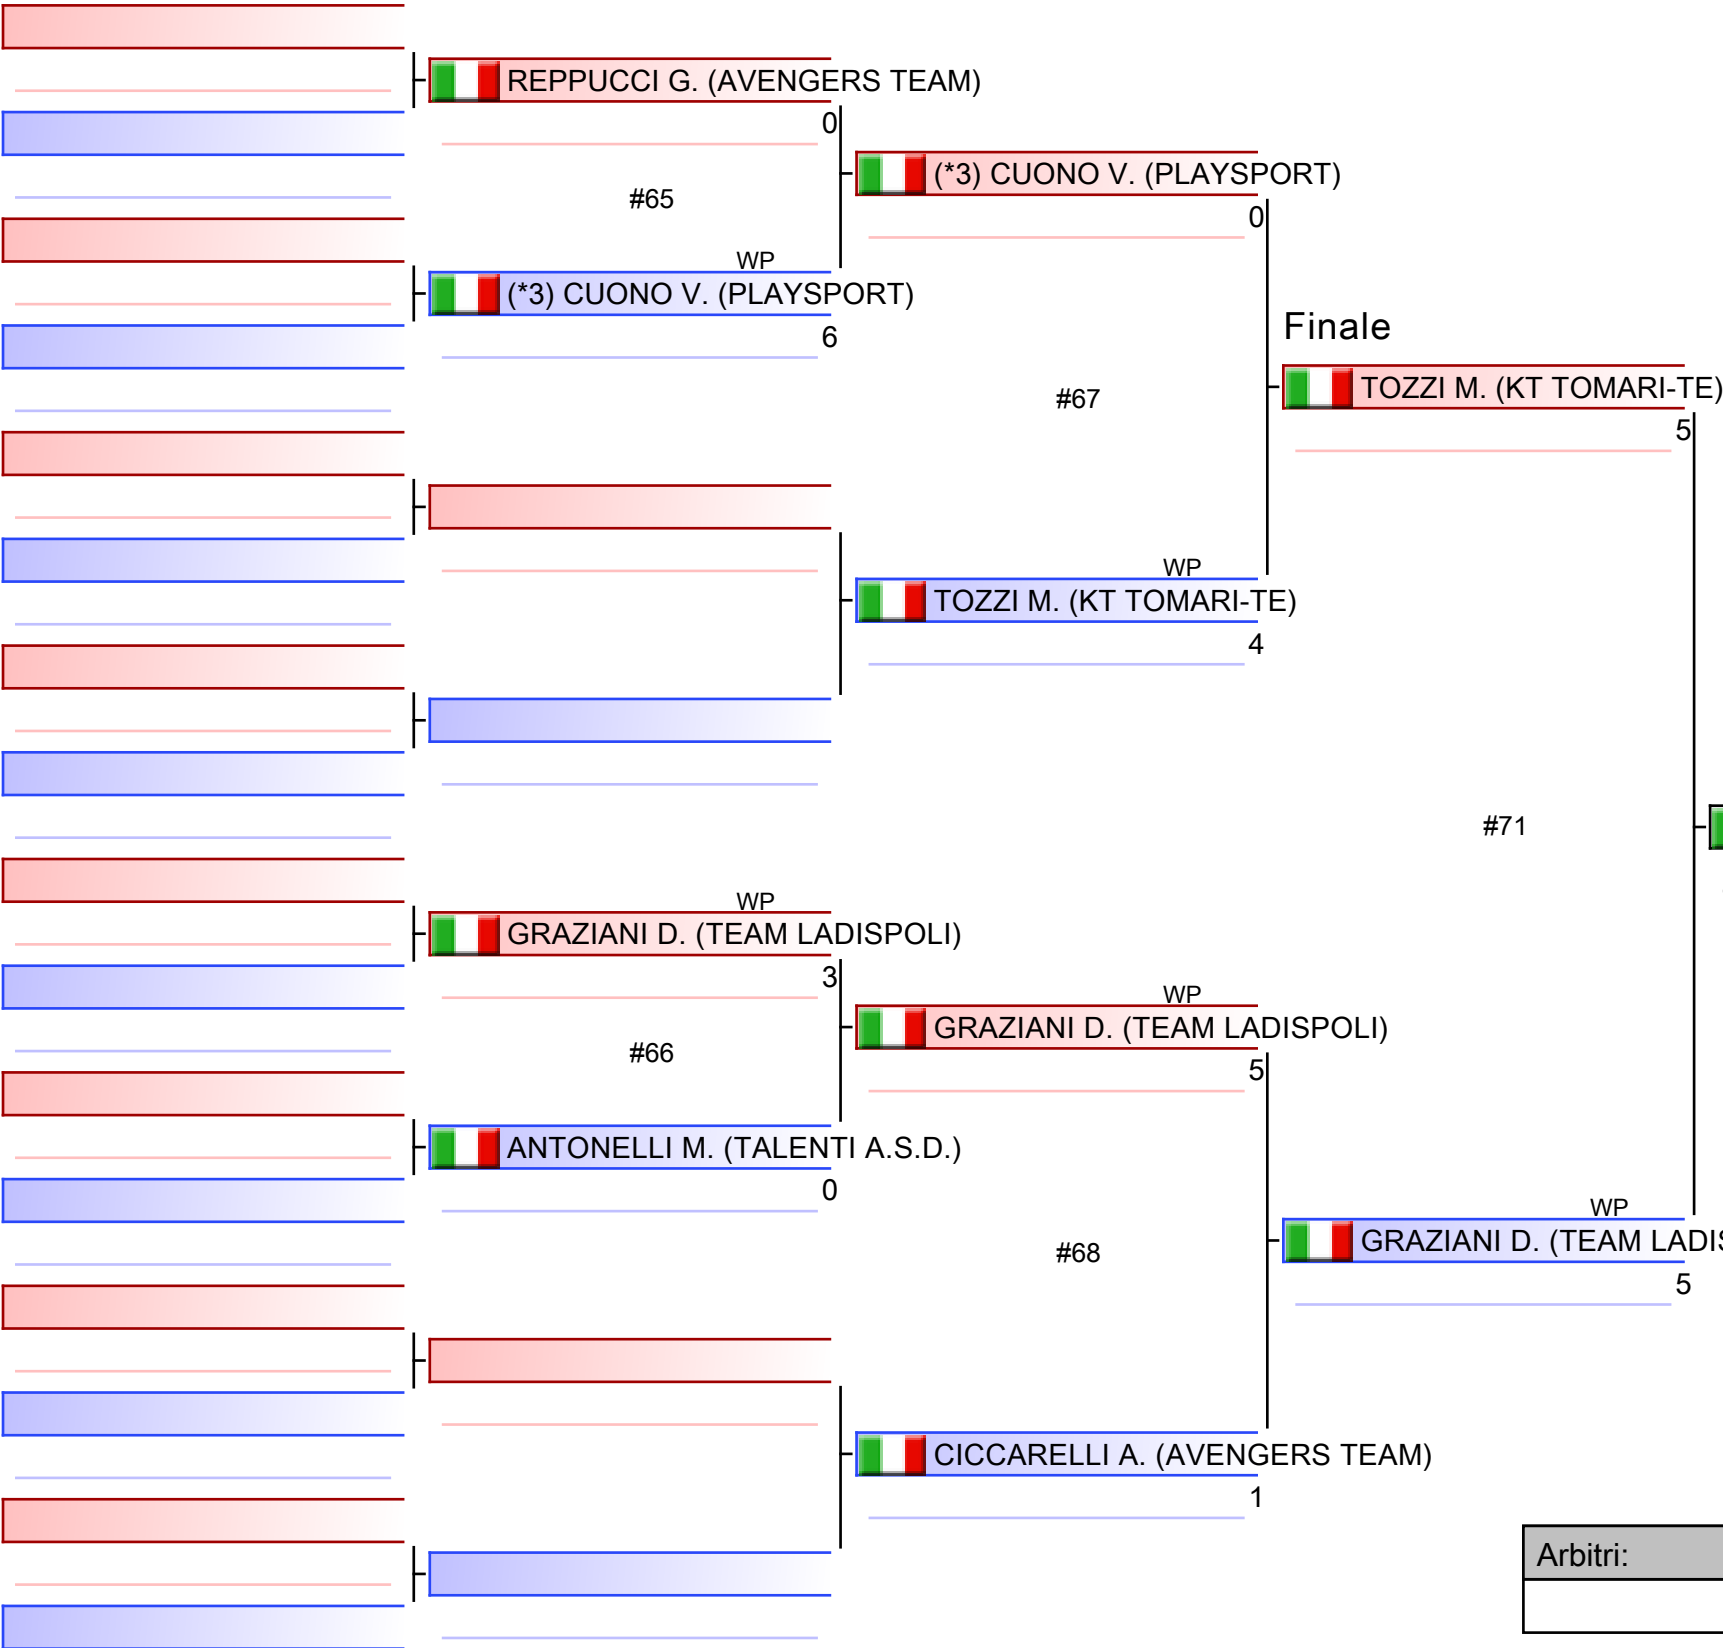 REPPUCCI G. (AVENGERS TEAM)
0
#65
WP
(*3) CUONO V. (PLAYSPORT)
6
(*3) CUONO V. (PLAYSPORT)
0
#67
WP
TOZZI M. (KT TOMARI-TE)
4
Finale
TOZZI M. (KT TOMARI-TE)
5
#71
WP
GRAZIANI D. (TEAM LADISPOLI)
3
#66
ANTONELLI M. (TALENTI A.S.D.)
0
WP
GRAZIANI D. (TEAM LADISPOLI)
5
#68
CICCARELLI A. (AVENGERS TEAM)
1
WP
GRAZIANI D. (TEAM
5
Arbitri: